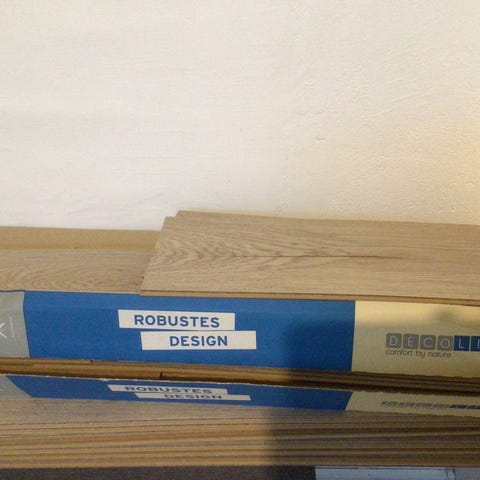 ROBUSTES
DESIGN
DECOLI
comfort by nature
ROBUSTES
DESIGN